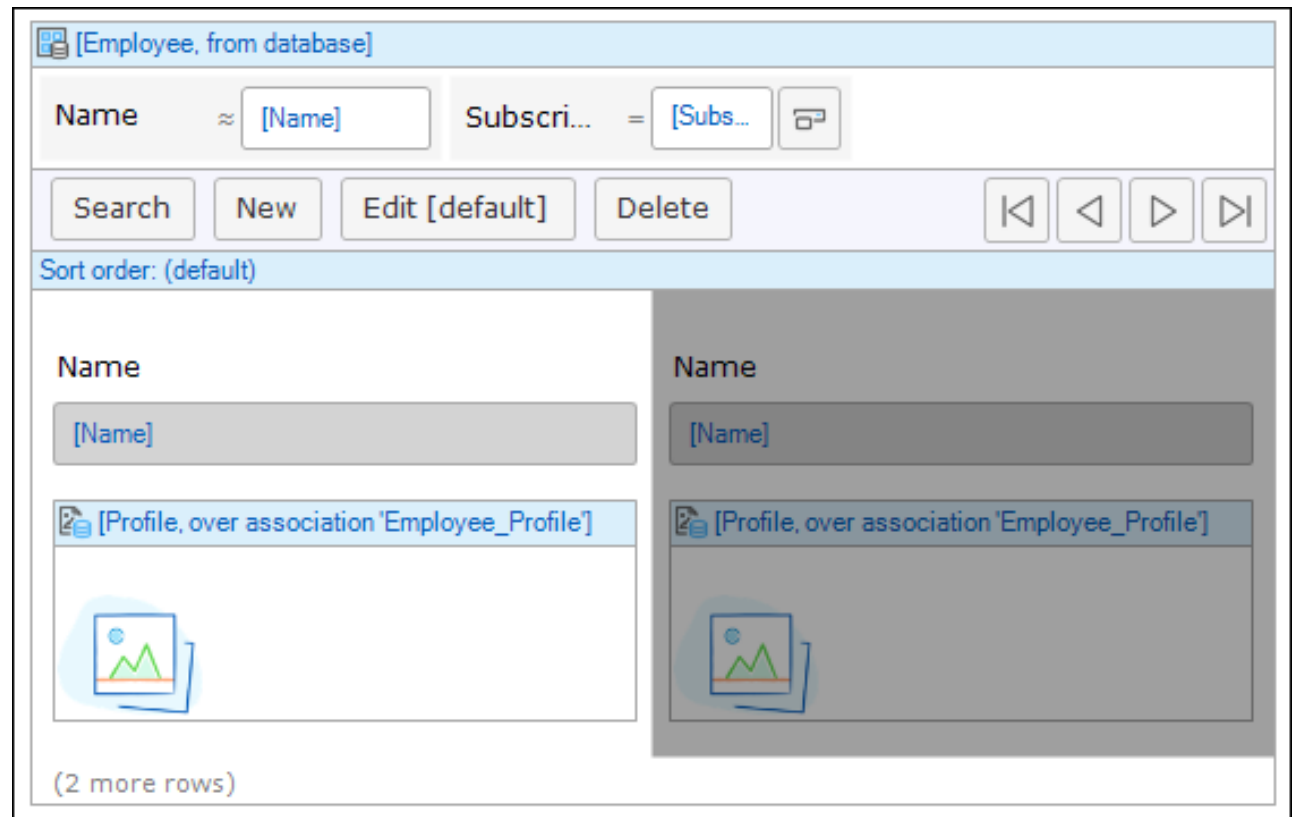 [Employee, from database]
Name ≈ [Name] Subscri... = [Subs...
Search New Edit [default] Delete
Sort order: (default)
Name Name
[Name] [Name]
[Profile, over association 'Employee_Profile'] [Profile, over association 'Employee_Profile']
(2 more rows)